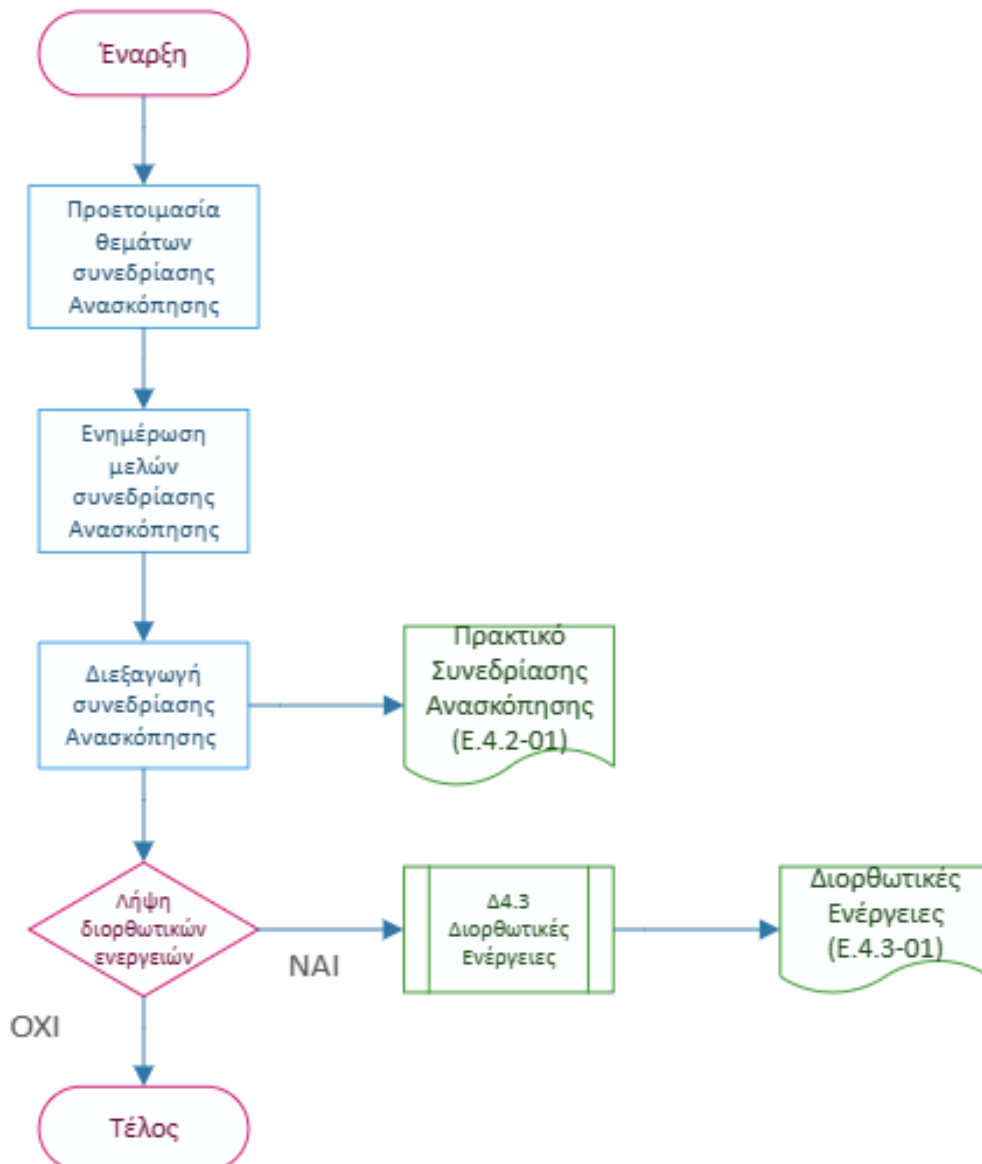 Έναρξη
Προετοιμασία
θεμάτων
συνεδρίασης
Ανασκόπησης
Ενημέρωση
μελών
συνεδρίασης
Ανασκόπησης
Διεξαγωγή
συνεδρίασης
Ανασκόπησης
Πρακτικό
Συνεδρίασης
Ανασκόπησης
(Ε.4.2-01)
Λήψη
διορθωτικών
ενεργειών
ΝΑΙ
Δ4.3
Διορθωτικές
Ενέργειες
Διορθωτικές
Ενέργειες
(Ε.4.3-01)
ΟΧΙ
Τέλος